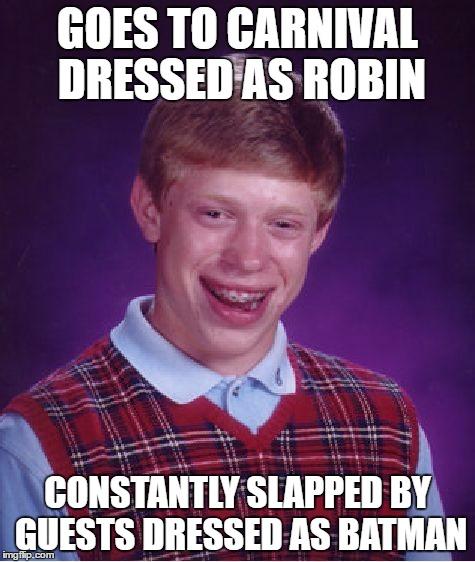 GOES TO CARNIVAL
DRESSED AS ROBIN
CONSTANTLY SLAPPED BY
GUESTS DRESSED AS BATMAN
imgflip.com